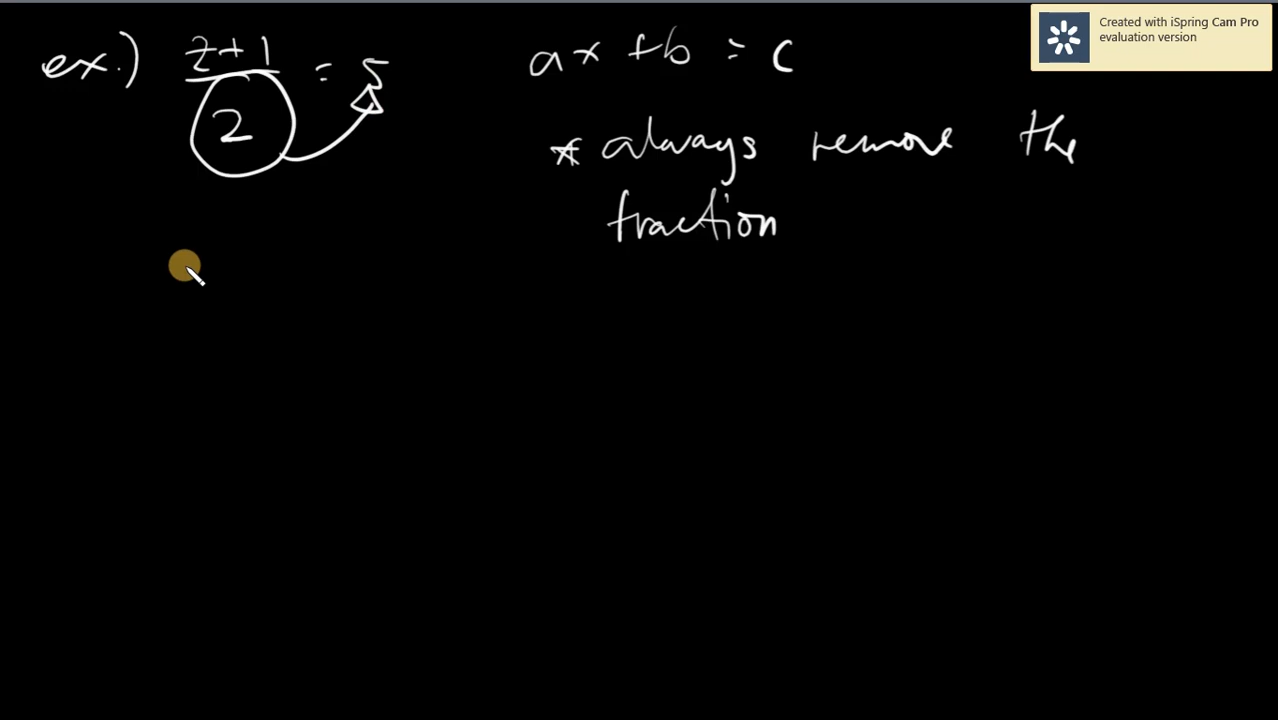 ex.) z+1
2
= 5
ax + b = c
* always remove the
fraction
Created with iSpring Cam Pro
evaluation version